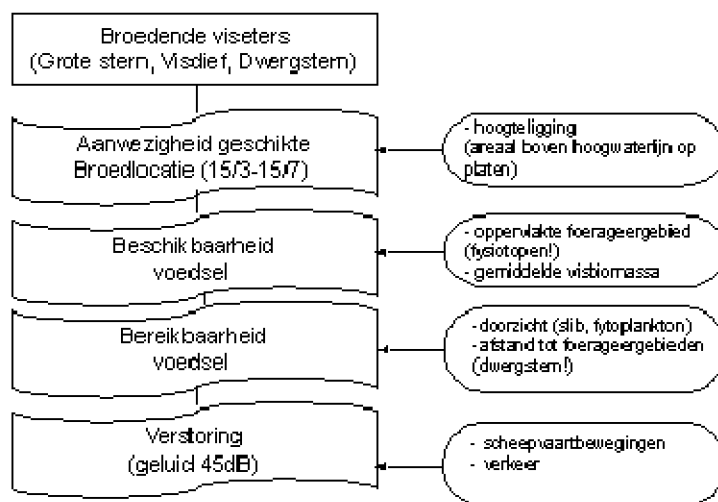 Broedende viseters
(Grote stern, Visdief, Dwergstern)
Aanwezigheid geschikte
Broedlocatie (15/3-15/7)
- hoogteligging
(areaal boven hoogwaterlijn op
platen)
Beschikbaarheid
voedsel
- oppervlakte foerageergebied
(fysiotopen!)
- gemiddelde visbiomassa
Bereikbaarheid
voedsel
- doorzicht (slib, fytoplankton)
- afstand tot foerageergebieden
(dwergstern!)
Verstoring
(geluid 45dB)
- scheepvaartbewegingen
- verkeer